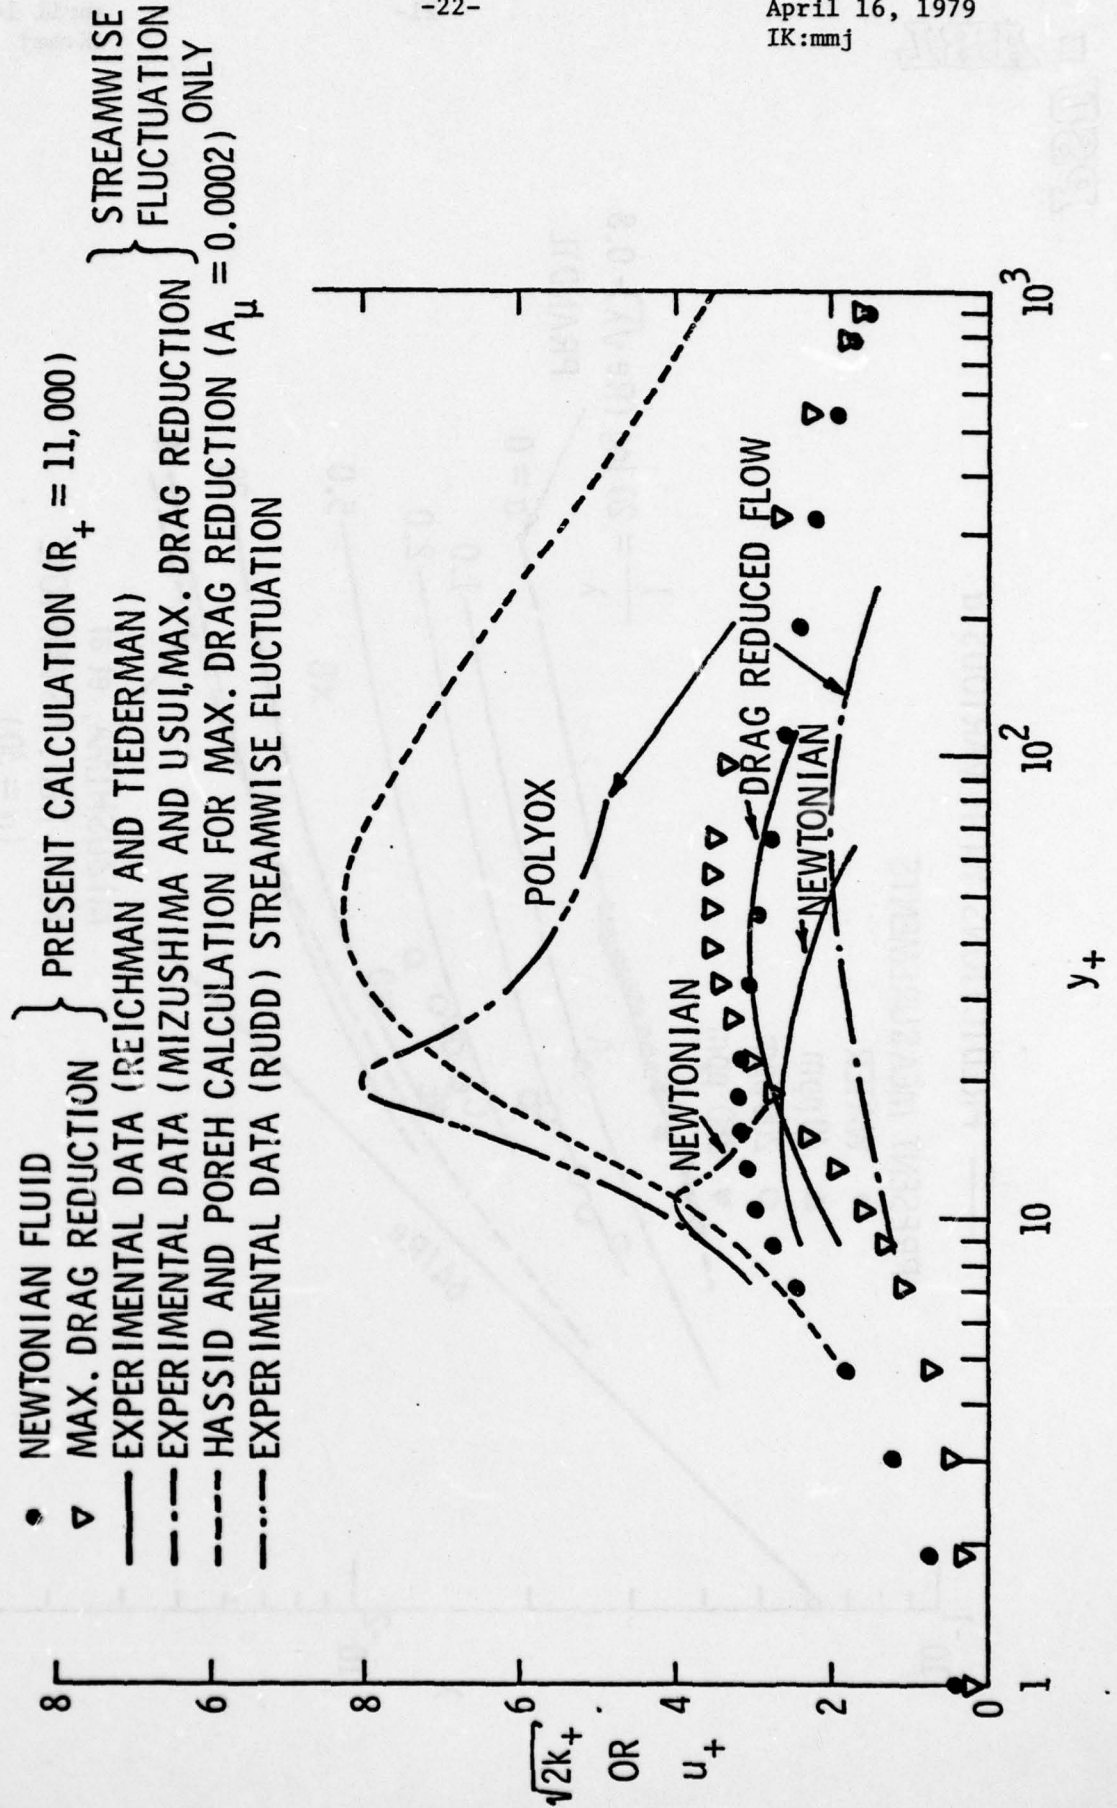 -22-
April 16, 1979
IK:mmj
● NEWTONIAN FLUID
▽ MAX. DRAG REDUCTION
} PRESENT CALCULATION (R₊ = 11,000)
—— EXPERIMENTAL DATA (REICHMAN AND TIEDERMAN)
—·— EXPERIMENTAL DATA (MIZUSHIMA AND USUI, MAX. DRAG REDUCTION
} STREAMWISE FLUCTUATION ONLY
---- HASSID AND POREH CALCULATION FOR MAX. DRAG REDUCTION (Aμ = 0.0002)
—··— EXPERIMENTAL DATA (RUDD) STREAMWISE FLUCTUATION
8
6
8
6
4
2
0
√2k₊
OR
u₊
POLYOX
NEWTONIAN
DRAG REDUCED FLOW
NEWTONIAN
1
10
10²
10³
y₊